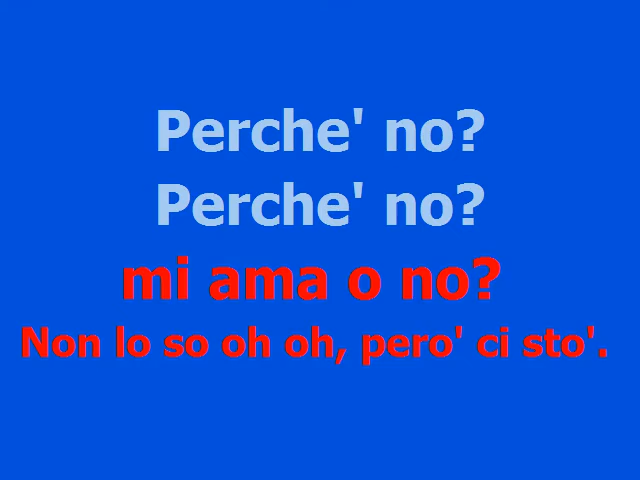 Perche' no?
Perche' no?
mi ama o no?
Non lo so oh oh, pero' ci sto'.